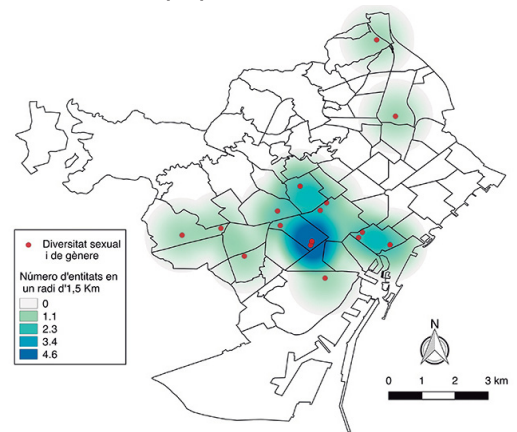 Diversitat sexual
i de gènere
Número d'entitats en
un radi d'1,5 Km
0
1.1
2.3
3.4
4.6
N
0 1 2 3 km